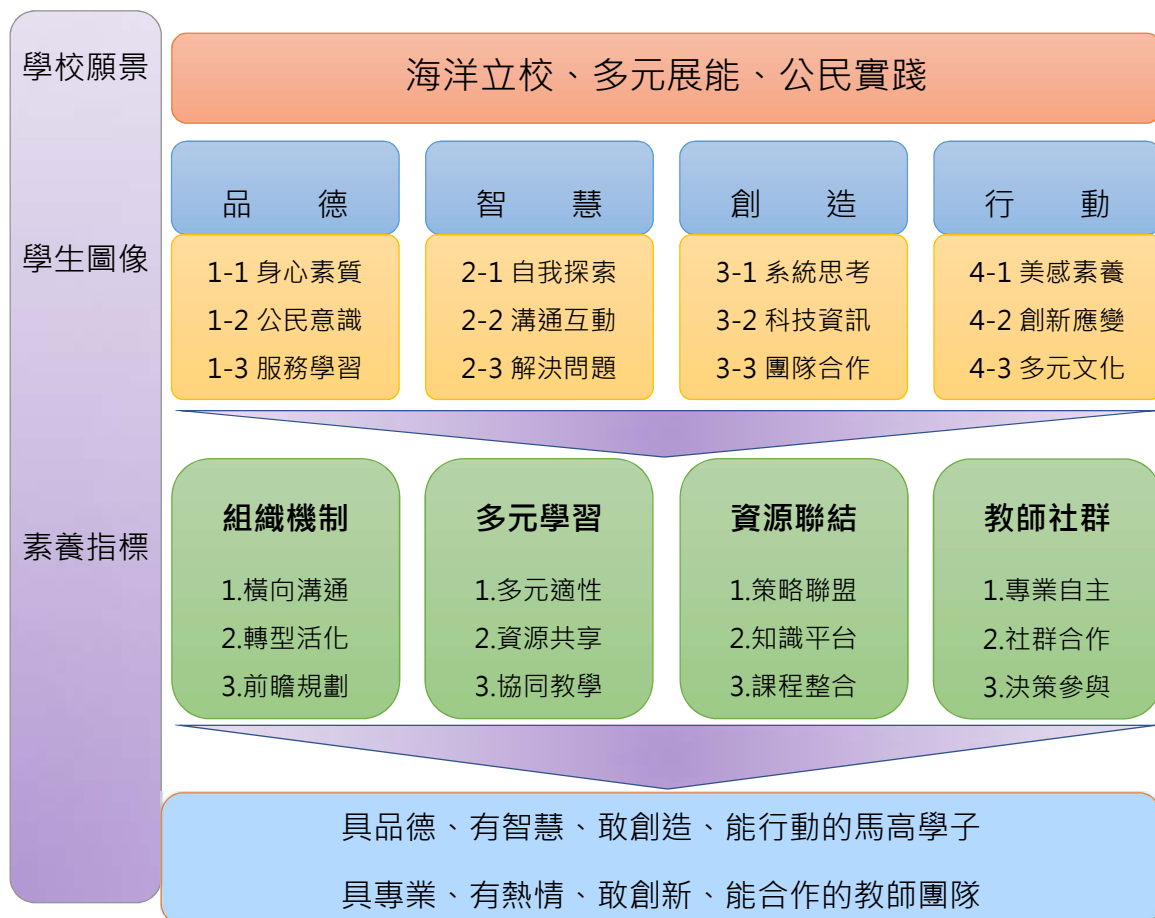 學校願景
海洋立校、多元展能、公民實踐
學生圖像
品德
1-1 身心素質
1-2 公民意識
1-3 服務學習
智慧
2-1 自我探索
2-2 溝通互動
2-3 解決問題
創造
3-1 系統思考
3-2 科技資訊
3-3 團隊合作
行動
4-1 美感素養
4-2 創新應變
4-3 多元文化
素養指標
組織機制
1.橫向溝通
2.轉型活化
3.前瞻規劃
多元學習
1.多元適性
2.資源共享
3.協同教學
資源聯結
1.策略聯盟
2.知識平台
3.課程整合
教師社群
1.專業自主
2.社群合作
3.決策參與
具品德、有智慧、敢創造、能行動的馬高學子
具專業、有熱情、敢創新、能合作的教師團隊